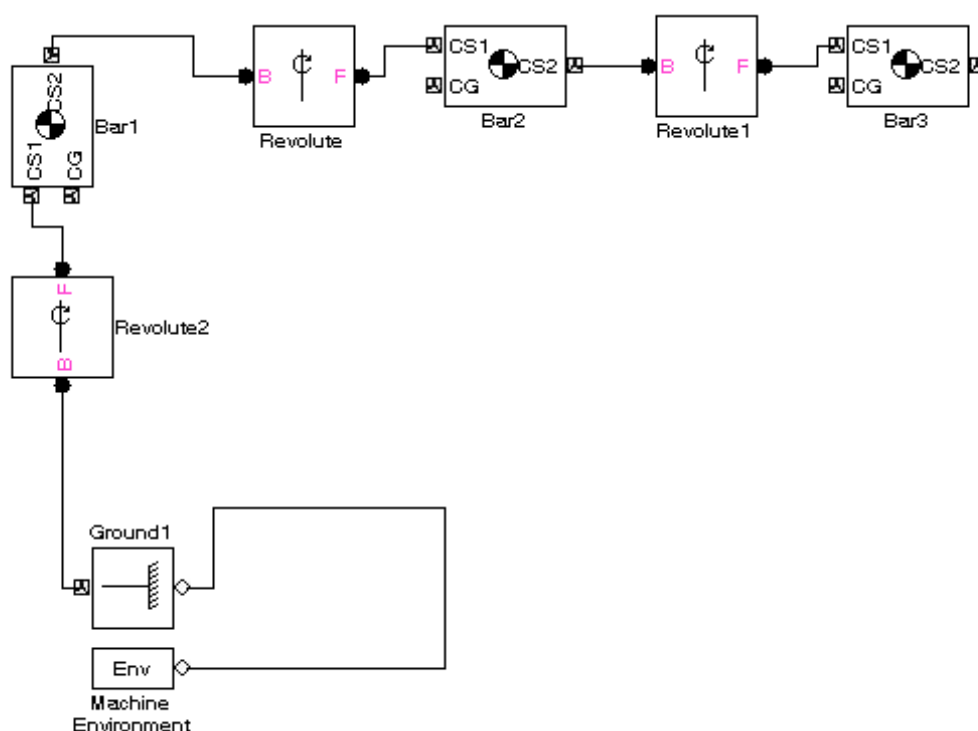 CS2
CS1
CG
Bar1
B
F
Revolute
CS1
CS2
CG
Bar2
B
F
Revolute1
CS1
CS2
CG
Bar3
F
B
Revolute2
Ground1
Env
Machine
Environment